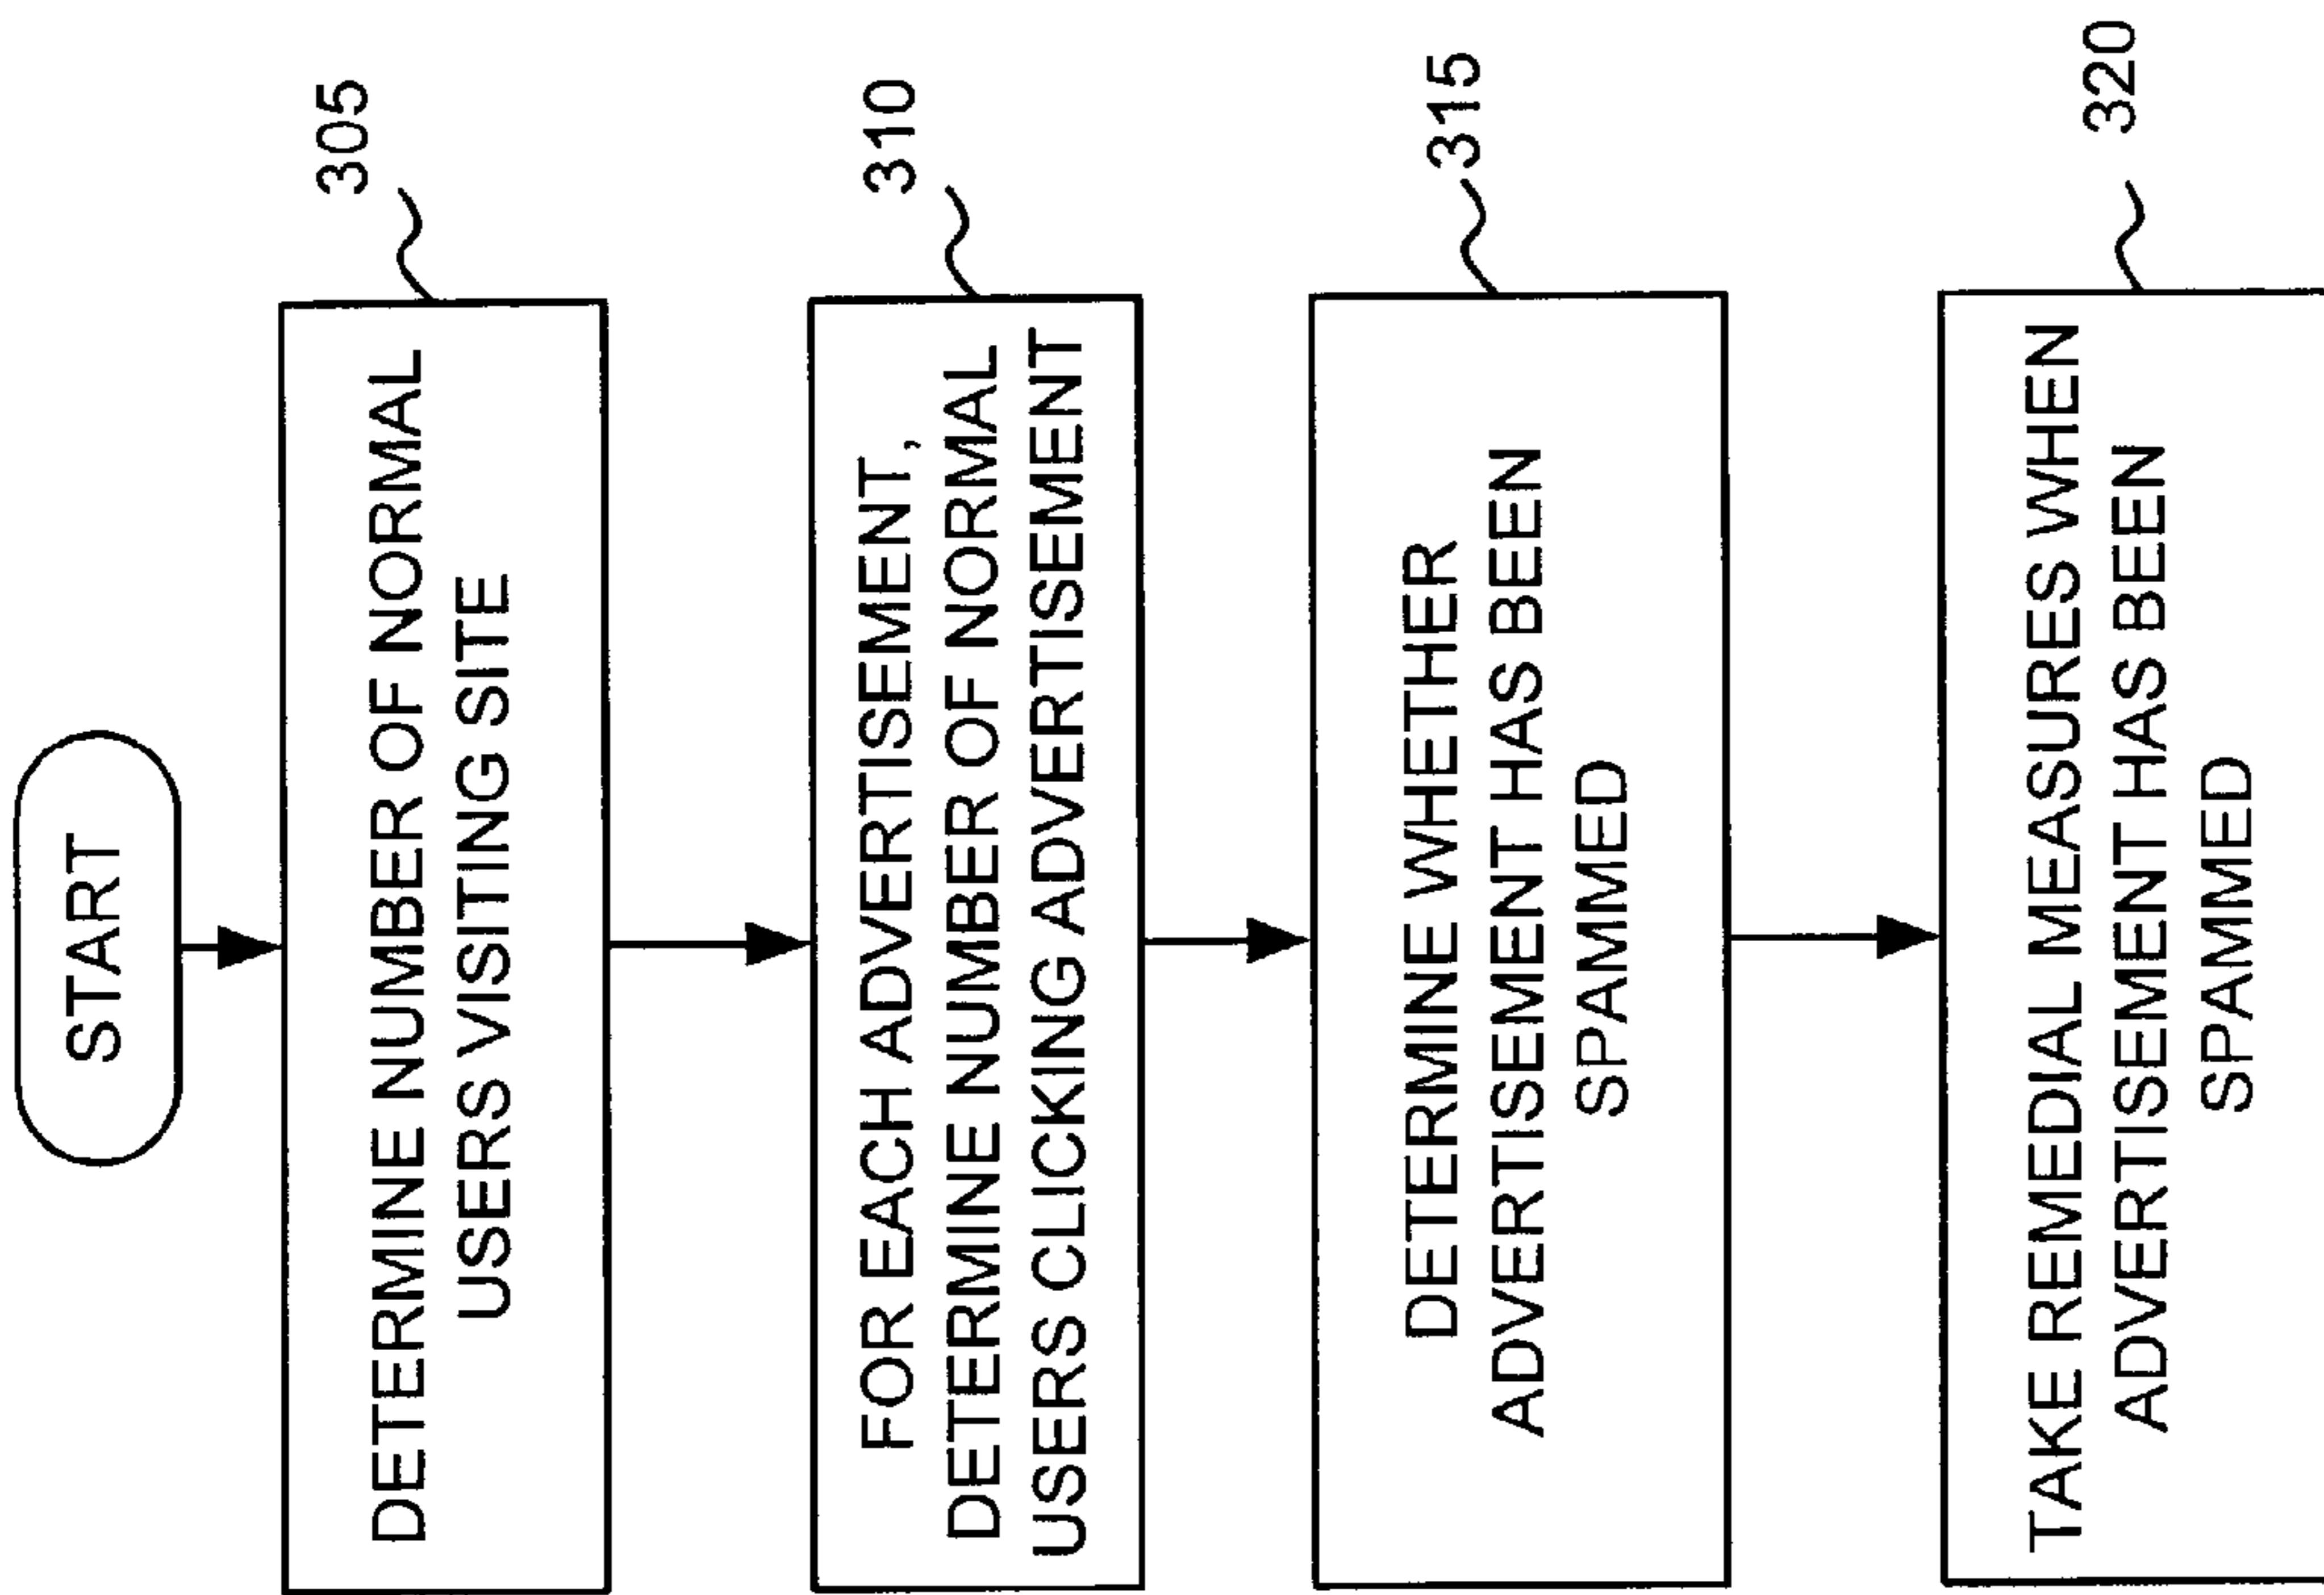 START
DETERMINE NUMBER OF NORMAL
USERS VISITING SITE
305
FOR EACH ADVERTISEMENT,
DETERMINE NUMBER OF NORMAL
USERS CLICKING ADVERTISEMENT
310
DETERMINE WHETHER
ADVERTISEMENT HAS BEEN
SPAMMED
315
TAKE REMEDIAL MEASURES WHEN
ADVERTISEMENT HAS BEEN
SPAMMED
320